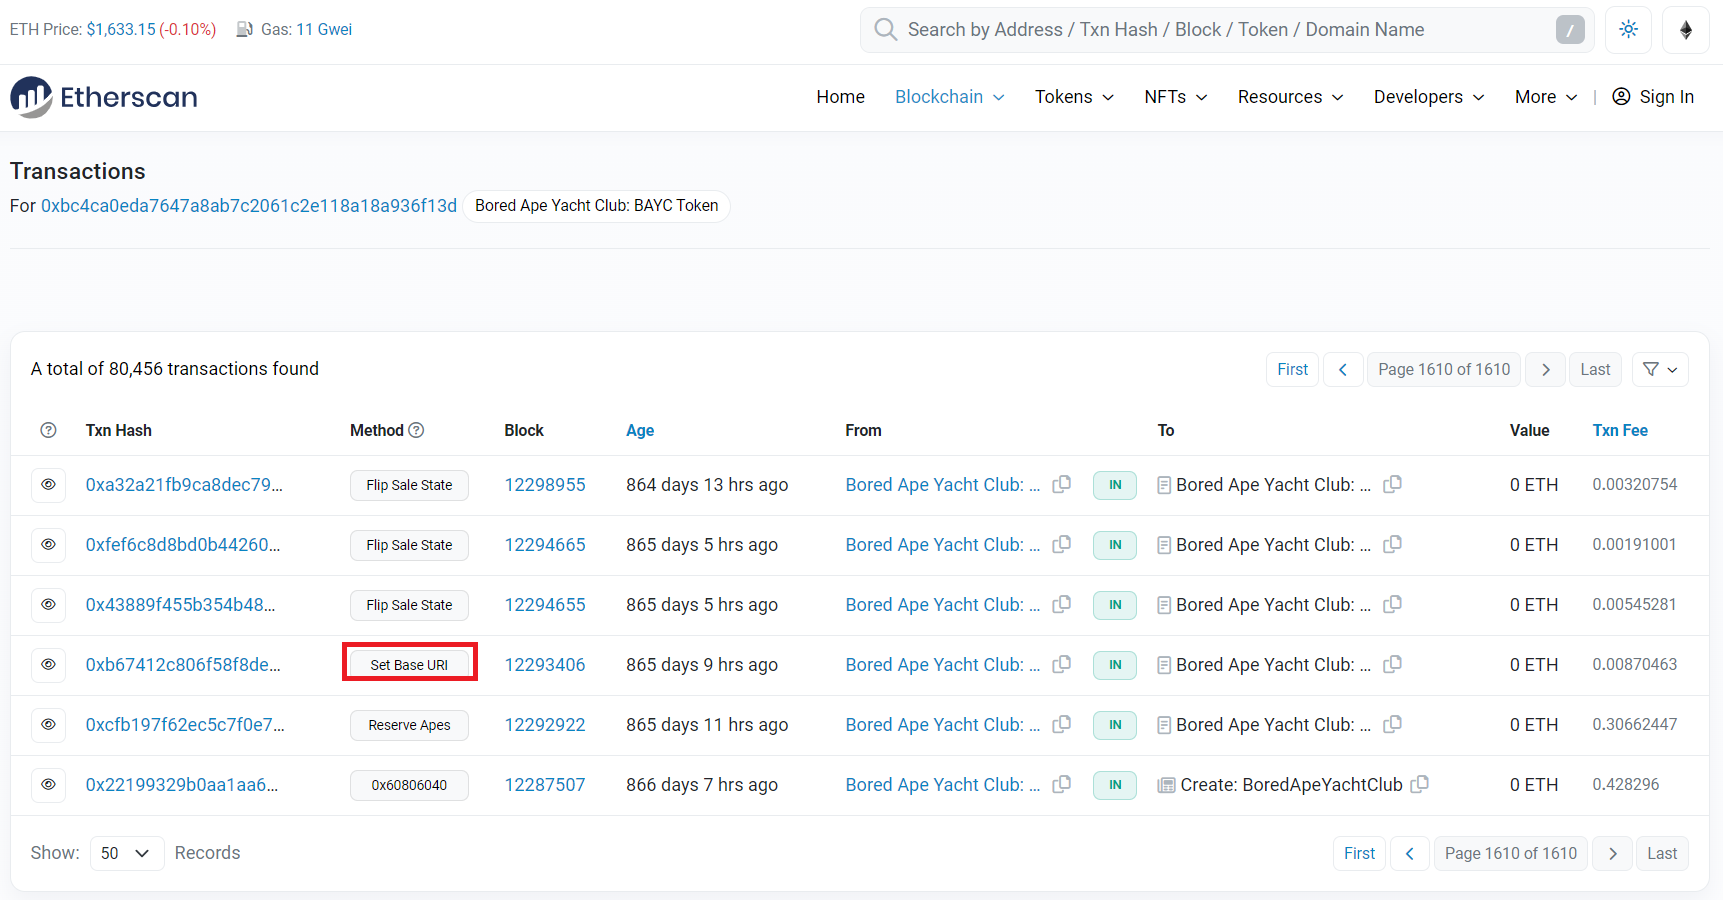 ETH Price: $1,633.15 (-0.10%) Gas: 11 Gwei
Search by Address / Txn Hash / Block / Token / Domain Name /
Etherscan
Home Blockchain Tokens NFTs Resources Developers More | Sign In
Transactions
For 0xbc4ca0eda7647a8ab7c2061c2e118a18a936f13d Bored Ape Yacht Club: BAYC Token
A total of 80,456 transactions found
First Page 1610 of 1610 Last
Txn Hash Method Block Age From To Value Txn Fee
0xa32a21fb9ca8dec79... Flip Sale State 12298955 864 days 13 hrs ago Bored Ape Yacht Club: ... IN Bored Ape Yacht Club: ... 0 ETH 0.00320754
0xfef6c8d8bd0b44260... Flip Sale State 12294665 865 days 5 hrs ago Bored Ape Yacht Club: ... IN Bored Ape Yacht Club: ... 0 ETH 0.00191001
0x43889f455b354b48... Flip Sale State 12294655 865 days 5 hrs ago Bored Ape Yacht Club: ... IN Bored Ape Yacht Club: ... 0 ETH 0.00545281
0xb67412c806f58f8de... Set Base URI 12293406 865 days 9 hrs ago Bored Ape Yacht Club: ... IN Bored Ape Yacht Club: ... 0 ETH 0.00870463
0xcfb197f62ec5c7f0e7... Reserve Apes 12292922 865 days 11 hrs ago Bored Ape Yacht Club: ... IN Bored Ape Yacht Club: ... 0 ETH 0.30662447
0x22199329b0aa1aa6... 0x60806040 12287507 866 days 7 hrs ago Bored Ape Yacht Club: ... IN Create: BoredApeYachtClub 0 ETH 0.428296
Show: 50 Records
First Page 1610 of 1610 Last